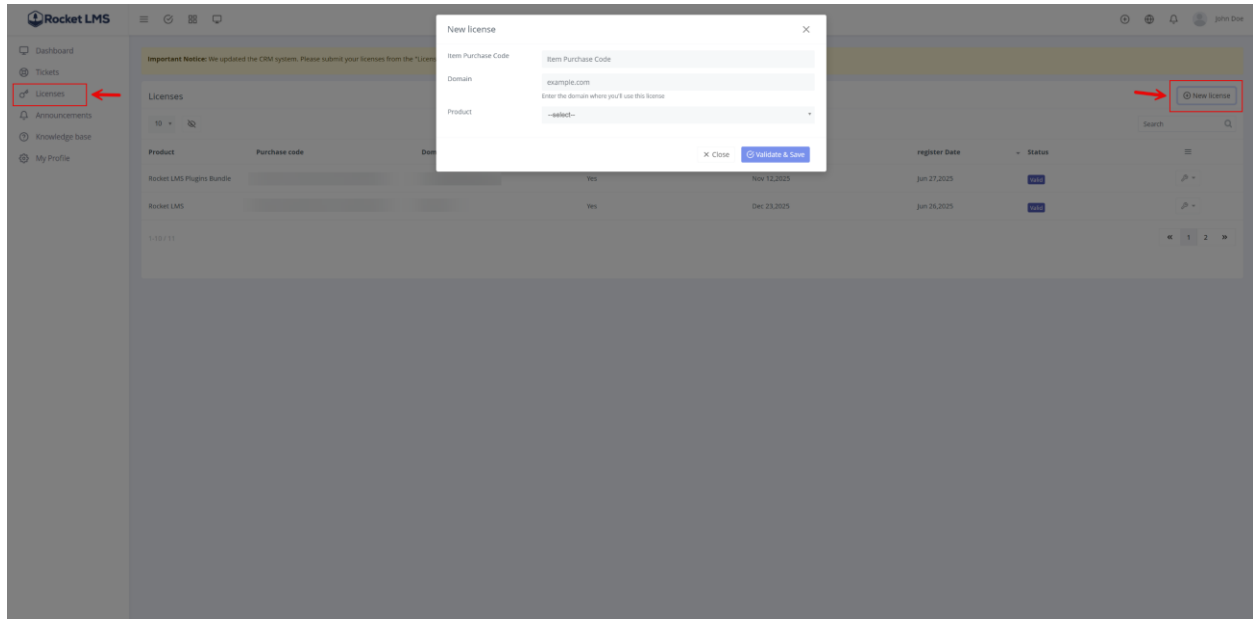 Rocket LMS
John Doe
New license
Dashboard
Tickets
Licenses
Announcements
Knowledge base
My Profile
Important Notice: We updated the CRM system. Please submit your licenses from the "Licen
Licenses
New license
10
Search
Item Purchase Code
Item Purchase Code
Domain
example.com
Enter the domain where you'll use this license
Product
--select--
Close
Validate & Save
Product
Purchase code
Dom
register Date
Status
Rocket LMS Plugins Bundle
Yes
Nov 12,2025
Jun 27,2025
Valid
Rocket LMS
Yes
Dec 23,2025
Jun 26,2025
Valid
« 1 2 »